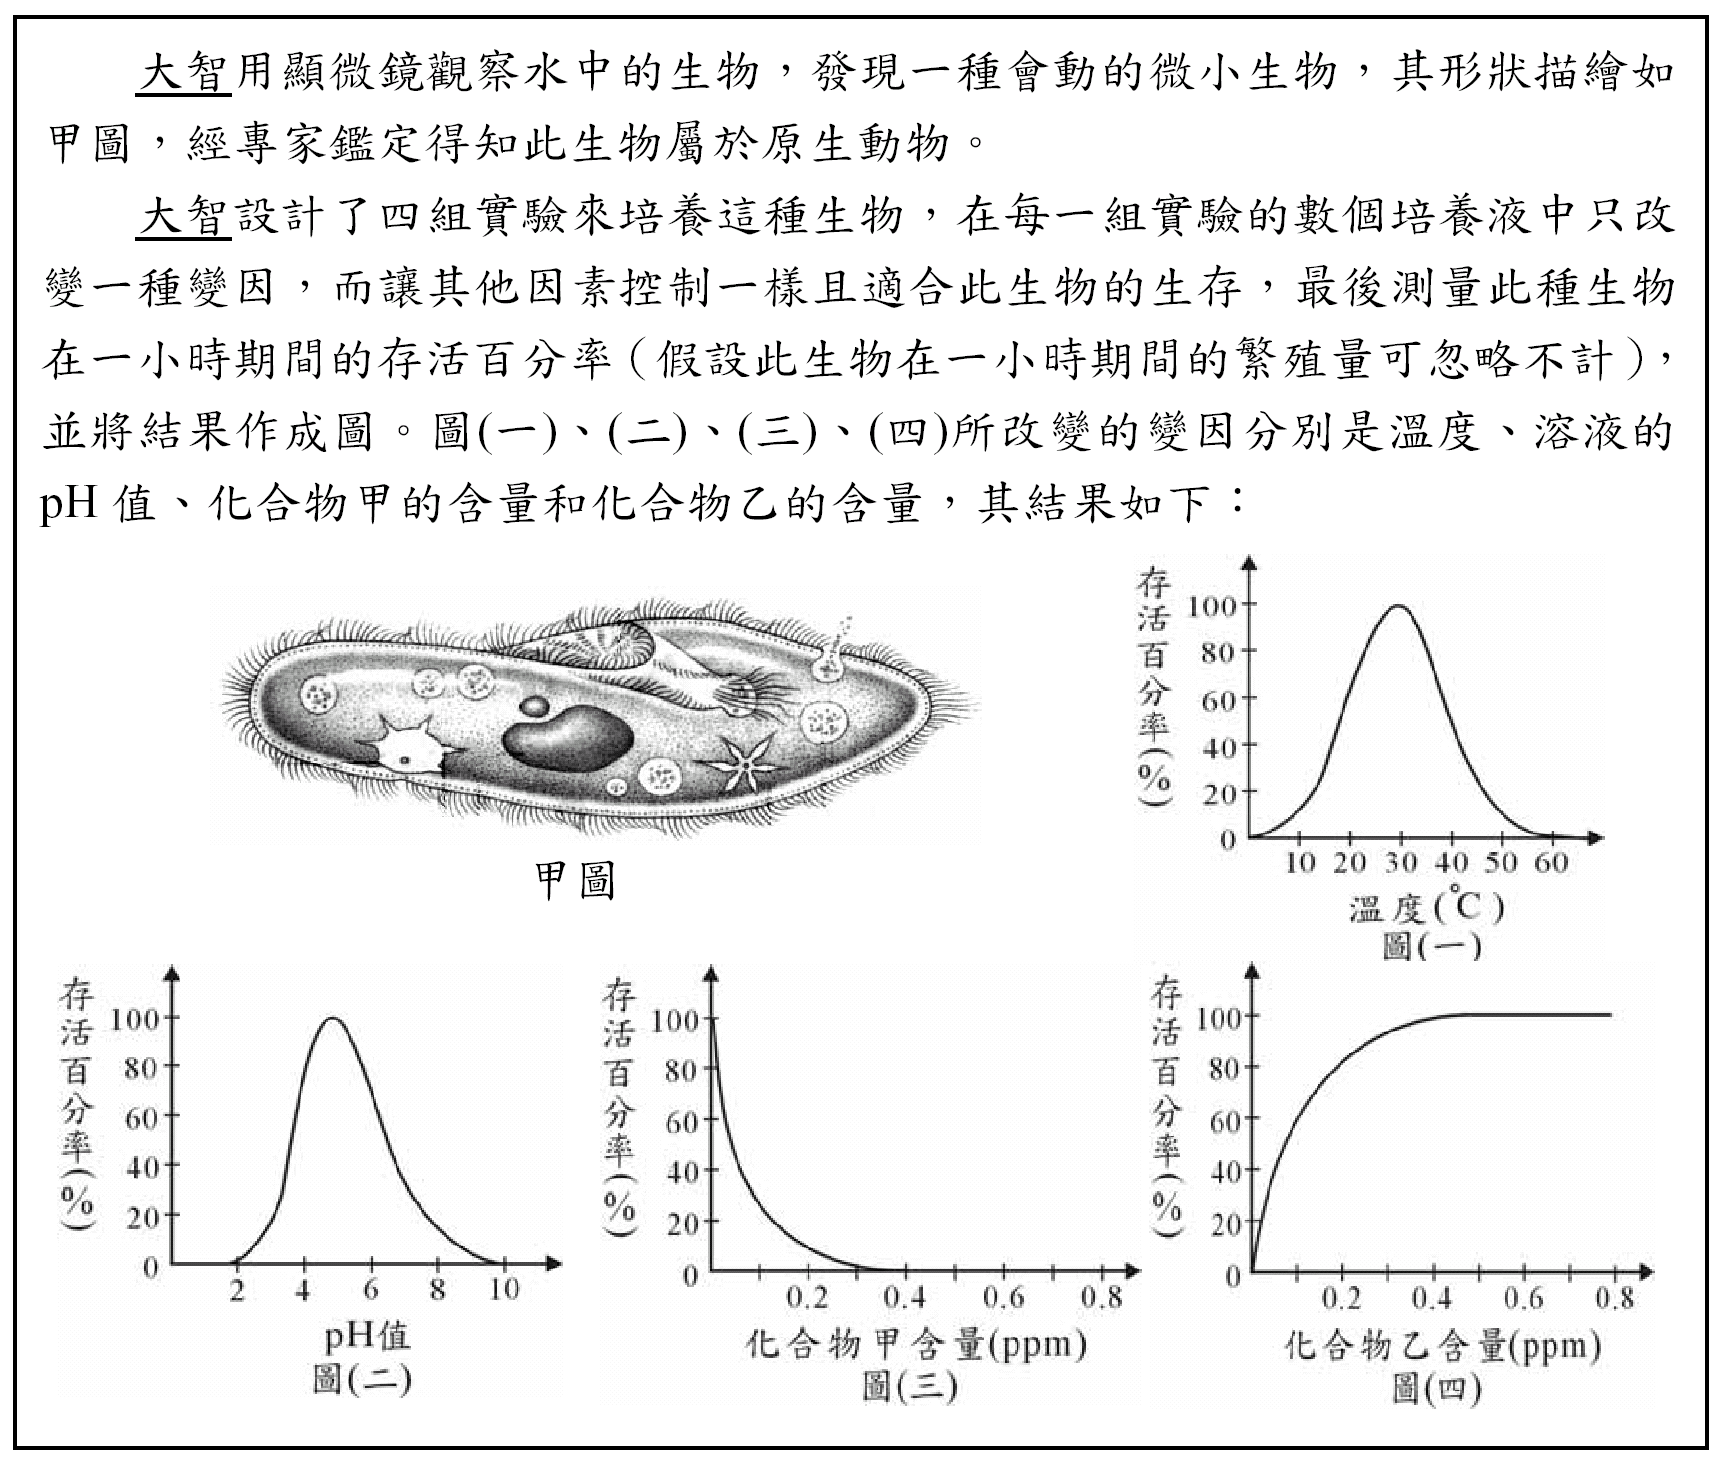 大智用顯微鏡觀察水中的生物，發現一種會動的微小生物，其形狀描繪如
甲圖，經專家鑑定得知此生物屬於原生動物。
大智設計了四組實驗來培養這種生物，在每一組實驗的數個培養液中只改
變一種變因，而讓其他因素控制一樣且適合此生物的生存，最後測量此種生物
在一小時期間的存活百分率（假設此生物在一小時期間的繁殖量可忽略不計），
並將結果作成圖。圖(一)、(二)、(三)、(四)所改變的變因分別是溫度、溶液的
pH 值、化合物甲的含量和化合物乙的含量，其結果如下：
甲圖
存活百分率(%)
100
80
60
40
20
0
10 20 30 40 50 60
溫度(℃)
圖(一)
存活百分率(%)
100
80
60
40
20
0
2 4 6 8 10
pH值
圖(二)
存活百分率(%)
100
80
60
40
20
0
0.2 0.4 0.6 0.8
化合物甲含量(ppm)
圖(三)
存活百分率(%)
100
80
60
40
20
0
0.2 0.4 0.6 0.8
化合物乙含量(ppm)
圖(四)